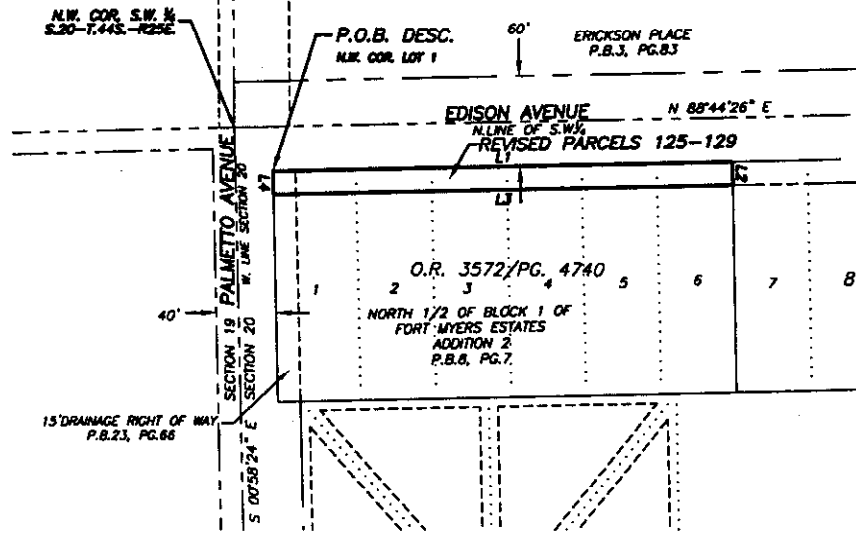 N.W. COR. S.W. ¼
S.20-T.44S.-R25E.
P.O.B. DESC.
N.W. COR. LOT 1
60'
ERICKSON PLACE
P.B.3, PG.83
EDISON AVENUE
N 88°44'26" E
N.LINE OF S.W¼
REVISED PARCELS 125-129
L1
L2
L3
L4
PALMETTO AVENUE
W. LINE SECTION 20
SECTION 19
SECTION 20
40'
O.R. 3572/PG. 4740
1
2
3
4
5
6
7
8
NORTH 1/2 OF BLOCK 1 OF
FORT MYERS ESTATES
ADDITION 2
P.B.8, PG.7
15'DRAINAGE RIGHT OF WAY
P.B.23, PG.66
S 00°58'24" E